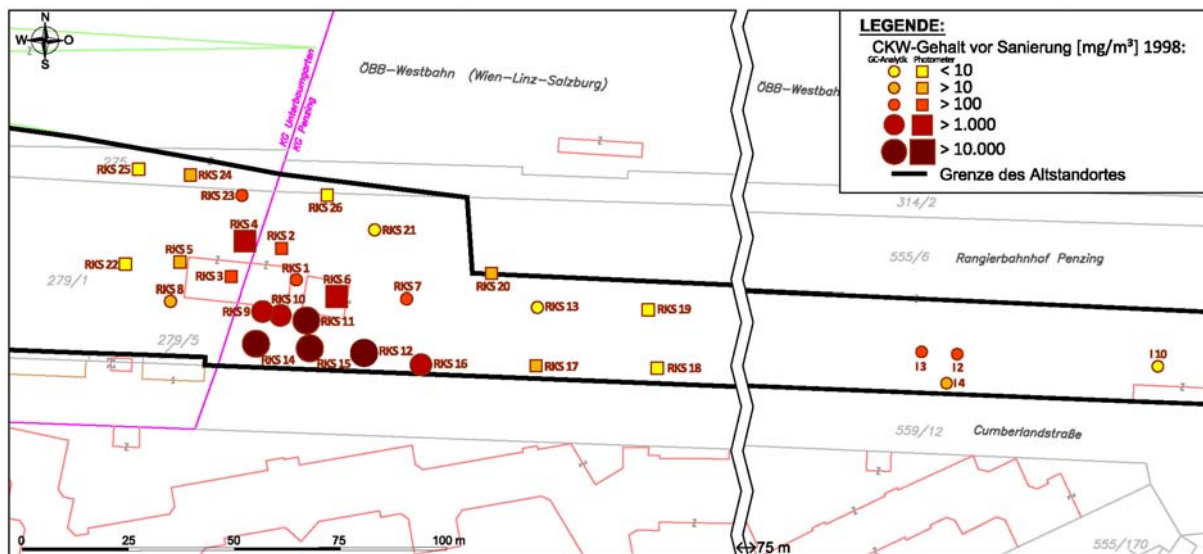 N
W O
S
LEGENDE:
CKW-Gehalt vor Sanierung [mg/m³] 1998:
GC-Analytik Photometer
< 10
> 10
> 100
> 1.000
> 10.000
Grenze des Altstandortes
ÖBB-Westbahn (Wien-Linz-Salzburg)
ÖBB-Westbah
KG Unterbaumgarten
KG Penzing
275
RKS 25
RKS 24
RKS 23
RKS 26
314/2
RKS 4
RKS 21
RKS 2
RKS 5
RKS 22
RKS 3
RKS 1
RKS 6
RKS 7
RKS 20
555/6
Rangierbahnhof Penzing
279/1
RKS 8
RKS 10
RKS 9
RKS 11
RKS 13
RKS 19
279/5
RKS 14
RKS 15
RKS 12
RKS 16
RKS 17
RKS 18
I3
I2
I4
I10
559/12
Cumberlandstraße
0 25 50 75 100 m
75 m
555/170